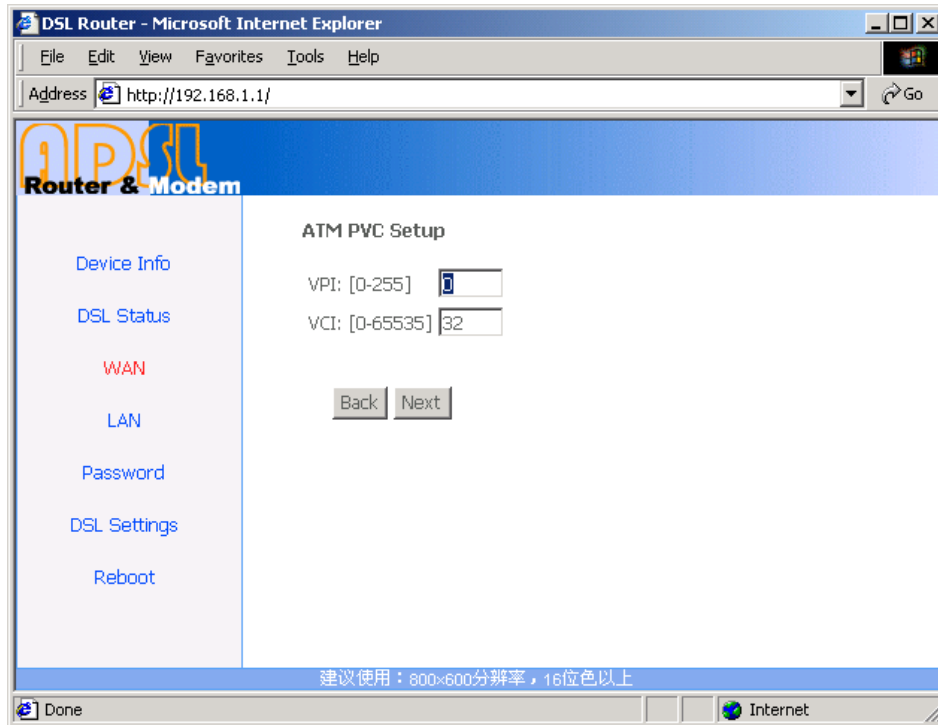 DSL Router - Microsoft Internet Explorer
File Edit View Favorites Tools Help
Address http://192.168.1.1/ Go
ADSL
Router & Modem
Device Info
DSL Status
WAN
LAN
Password
DSL Settings
Reboot
ATM PVC Setup
VPI: [0-255] 0
VCI: [0-65535] 32
Back Next
建议使用：800×600分辨率，16位色以上
Done Internet